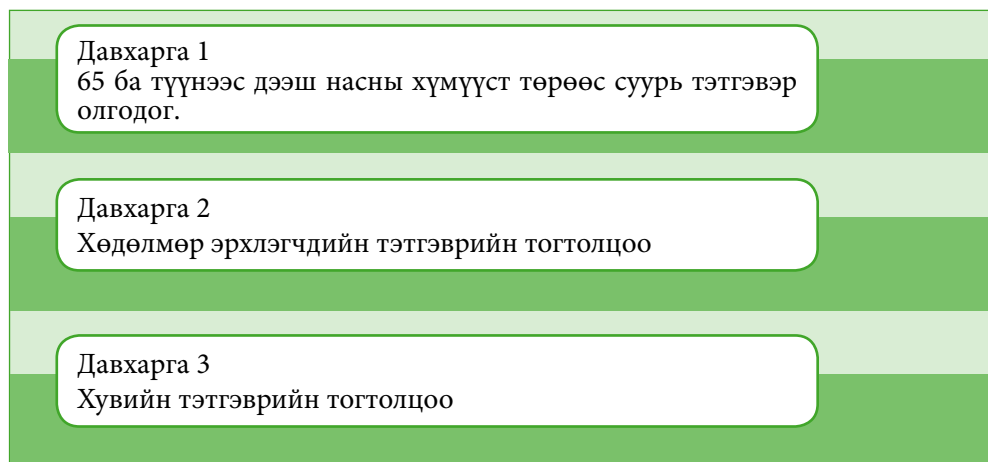 Давхарга 1
65 ба түүнээс дээш насны хүмүүст төрөөс суурь тэтгэвэр
олгодог.
Давхарга 2
Хөдөлмөр эрхлэгчдийн тэтгэврийн тогтолцоо
Давхарга 3
Хувийн тэтгэврийн тогтолцоо